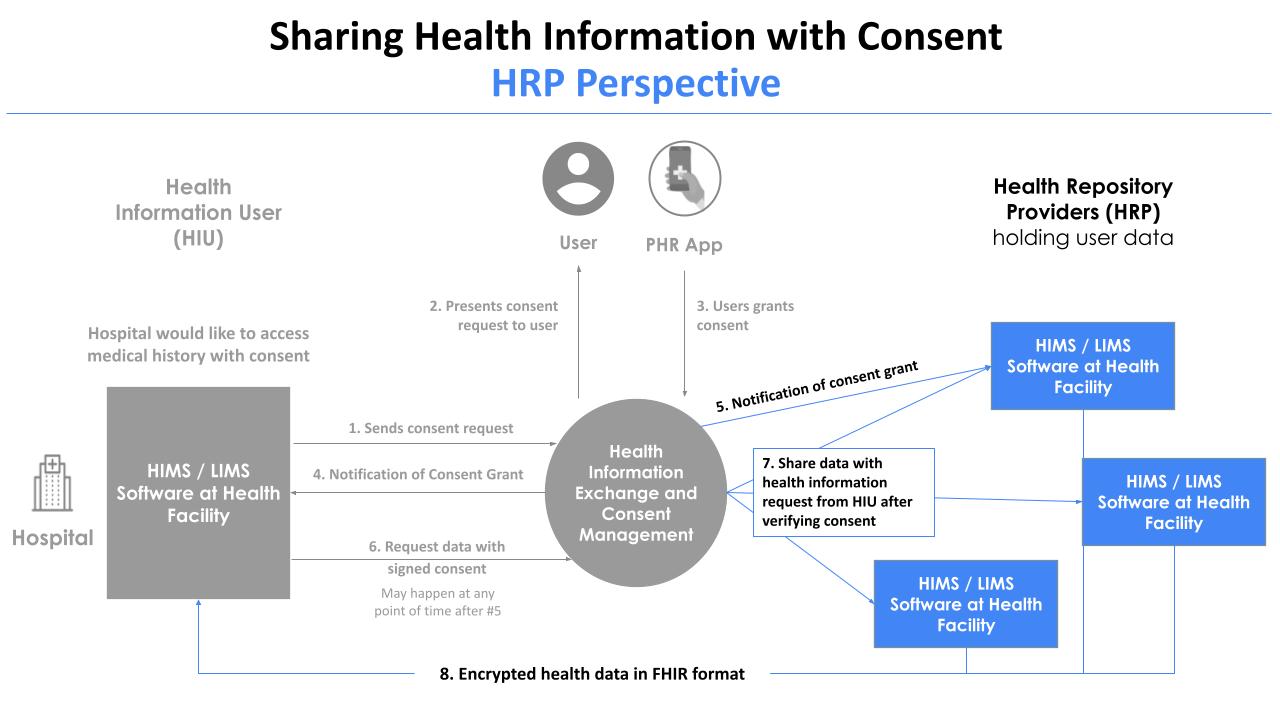 Sharing Health Information with Consent
HRP Perspective
Health
Information User
(HIU)
User
PHR App
Health Repository
Providers (HRP)
holding user data
2. Presents consent
request to user
3. Users grants
consent
Hospital would like to access
medical history with consent
HIMS / LIMS
Software at Health
Facility
5. Notification of consent grant
1. Sends consent request
4. Notification of Consent Grant
6. Request data with
signed consent
May happen at any
point of time after #5
Hospital
HIMS / LIMS
Software at Health
Facility
Health
Information
Exchange and
Consent
Management
7. Share data with
health information
request from HIU after
verifying consent
HIMS / LIMS
Software at Health
Facility
HIMS / LIMS
Software at Health
Facility
8. Encrypted health data in FHIR format